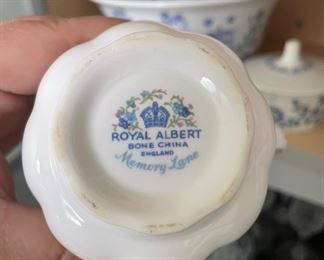 ROYAL ALBERT
BONE CHINA
ENGLAND
Memory Lane